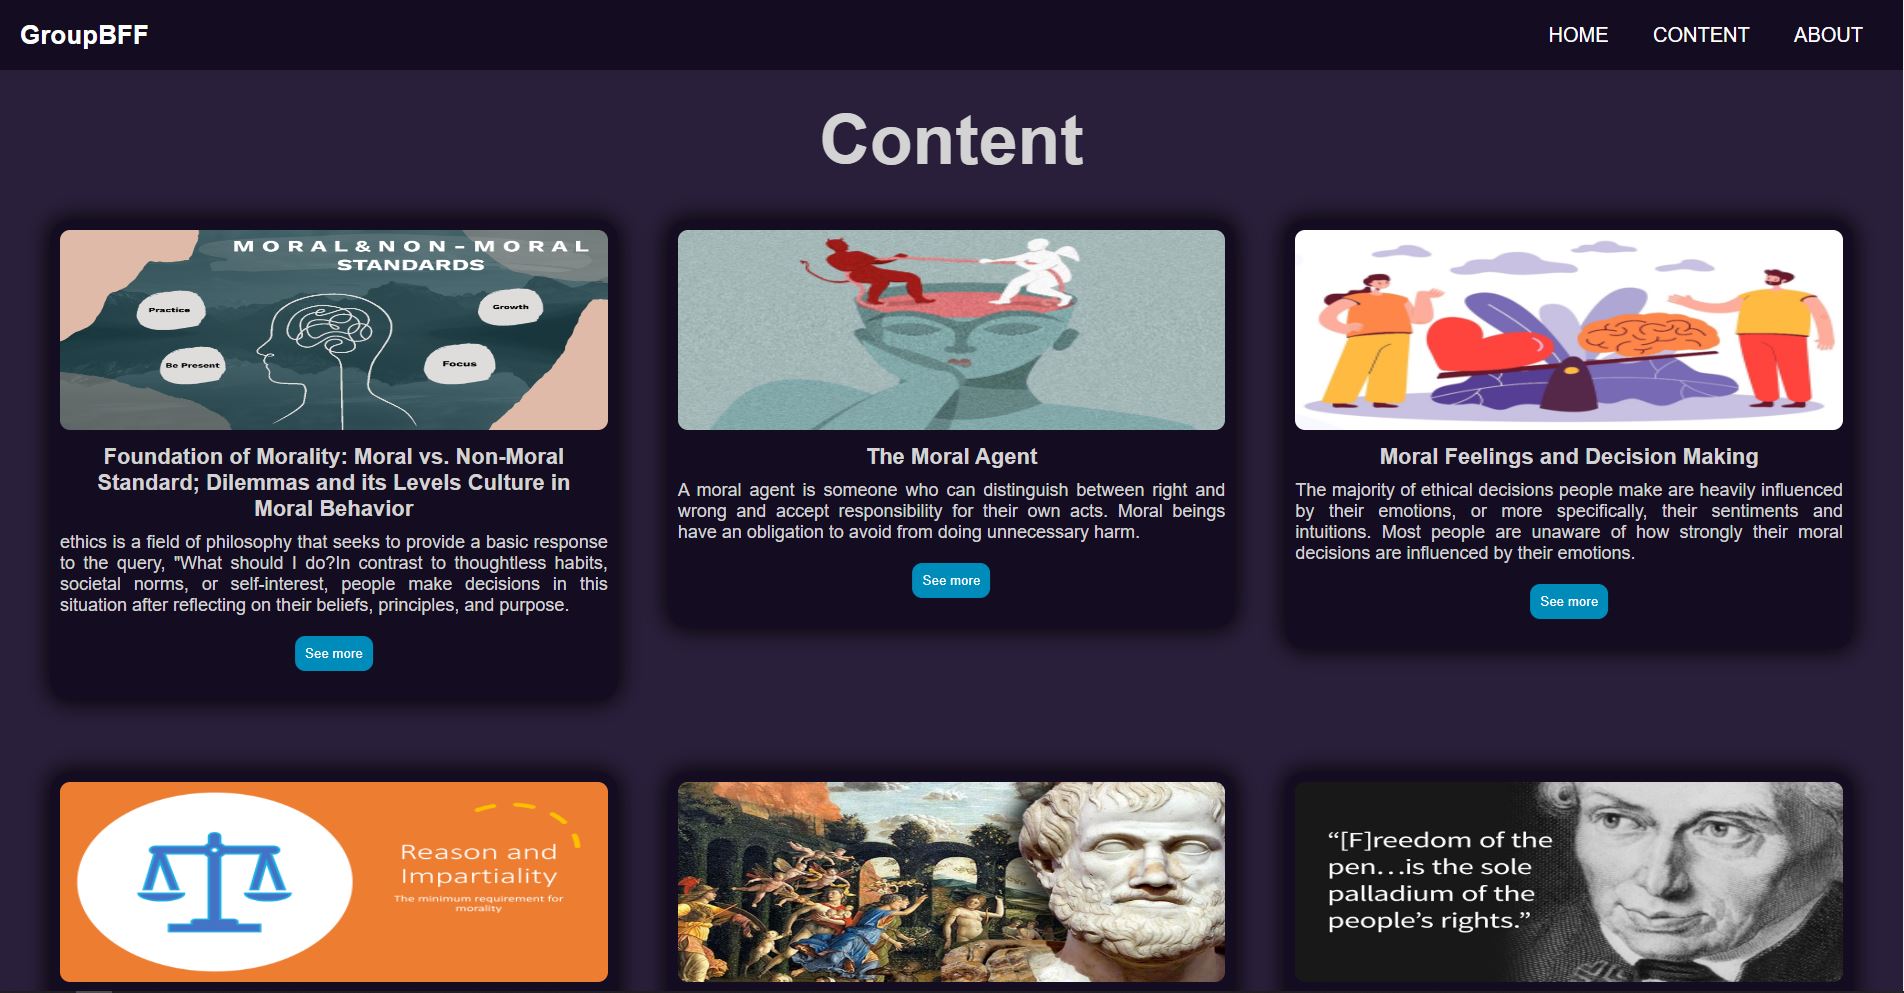 GroupBFF
HOME
CONTENT
ABOUT
Content
MORAL&NON-MORAL
STANDARDS
Practice
Growth
Be Present
Focus
Foundation of Morality: Moral vs. Non-Moral
Standard; Dilemmas and its Levels Culture in
Moral Behavior
ethics is a field of philosophy that seeks to provide a basic response
to the query, "What should I do?In contrast to thoughtless habits,
societal norms, or self-interest, people make decisions in this
situation after reflecting on their beliefs, principles, and purpose.
See more
The Moral Agent
A moral agent is someone who can distinguish between right and
wrong and accept responsibility for their own acts. Moral beings
have an obligation to avoid from doing unnecessary harm.
See more
Moral Feelings and Decision Making
The majority of ethical decisions people make are heavily influenced
by their emotions, or more specifically, their sentiments and
intuitions. Most people are unaware of how strongly their moral
decisions are influenced by their emotions.
See more
Reason and
Impartiality
The minimum requirement for
morality
“[F]reedom of the
pen…is the sole
palladium of the
people’s rights.”